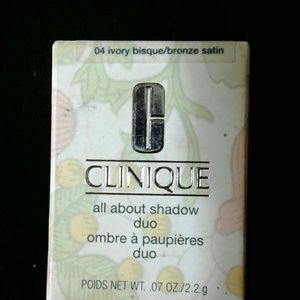 04 ivory bisque/bronze satin
C
CLINIQUE
all about shadow
duo
ombre à paupières
duo
POIDS NET WT. .07 OZ./2.2 g